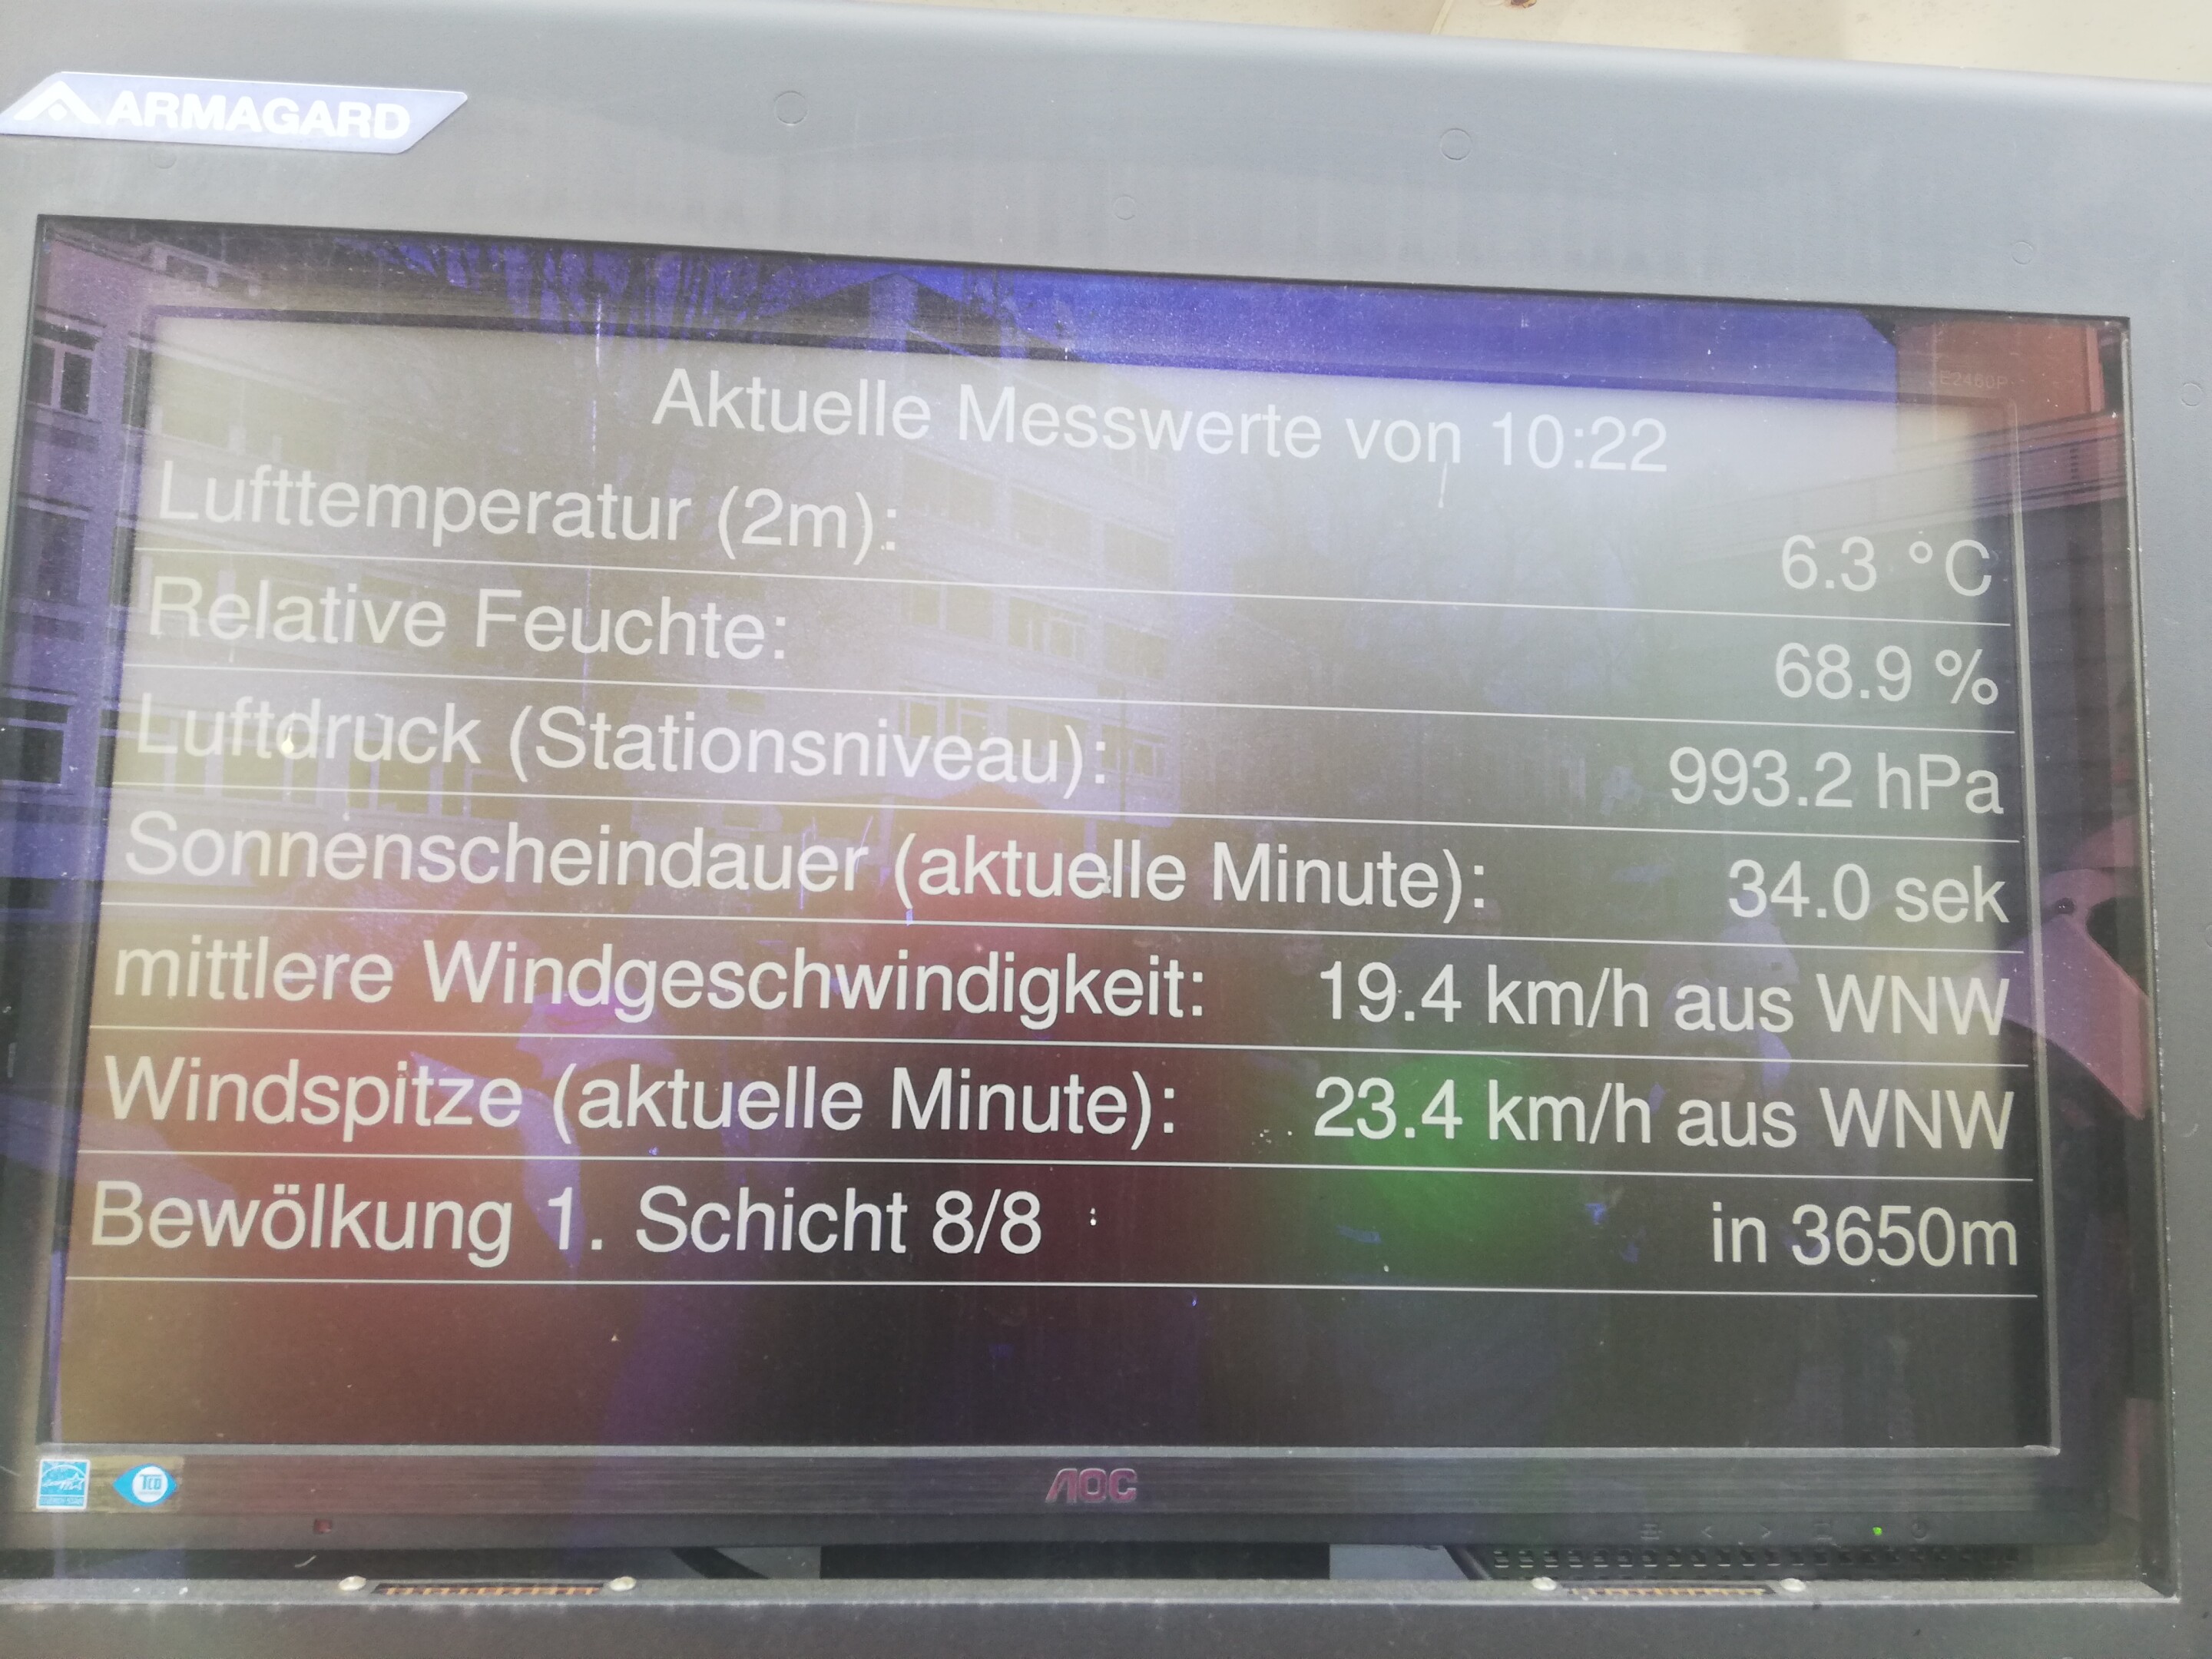 ARMAGARD
E2460P
Aktuelle Messwerte von 10:22
Lufttemperatur (2m): 6.3 °C
Relative Feuchte: 68.9 %
Luftdruck (Stationsniveau): 993.2 hPa
Sonnenscheindauer (aktuelle Minute): 34.0 sek
mittlere Windgeschwindigkeit: 19.4 km/h aus WNW
Windspitze (aktuelle Minute): 23.4 km/h aus WNW
Bewölkung 1. Schicht 8/8 : in 3650m
TCO
AOC